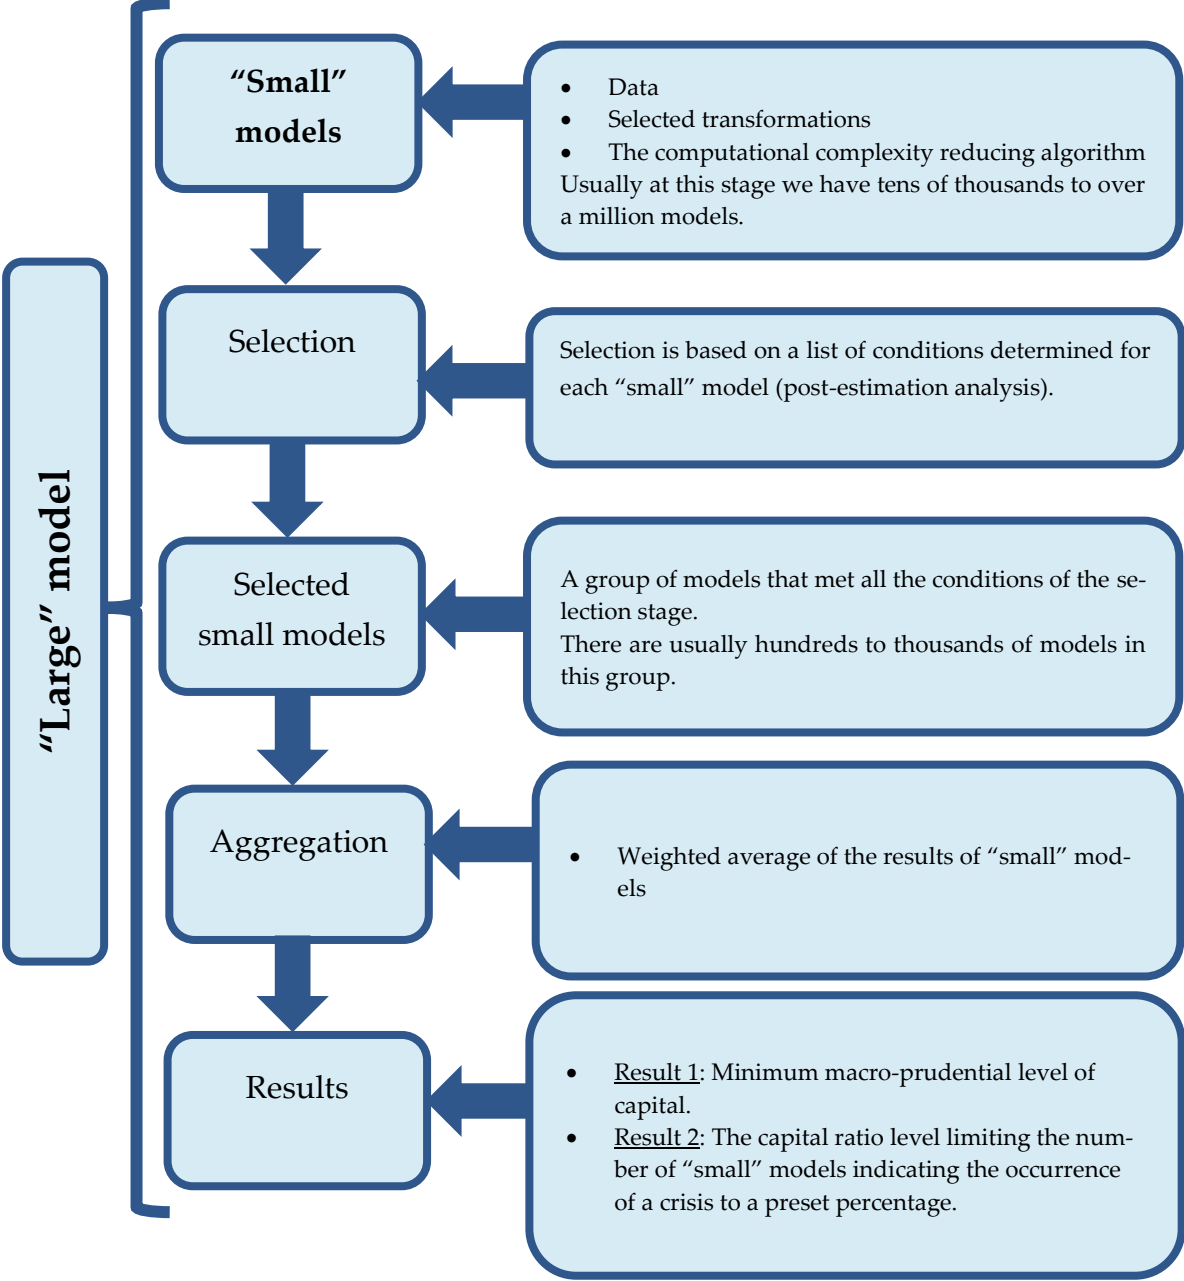 “Large” model
“Small”
models
• Data
• Selected transformations
• The computational complexity reducing algorithm
Usually at this stage we have tens of thousands to over
a million models.
Selection
Selection is based on a list of conditions determined for
each “small” model (post-estimation analysis).
Selected
small models
A group of models that met all the conditions of the se-
lection stage.
There are usually hundreds to thousands of models in
this group.
Aggregation
• Weighted average of the results of “small” mod-
els
Results
• Result 1: Minimum macro-prudential level of
capital.
• Result 2: The capital ratio level limiting the num-
ber of “small” models indicating the occurrence
of a crisis to a preset percentage.